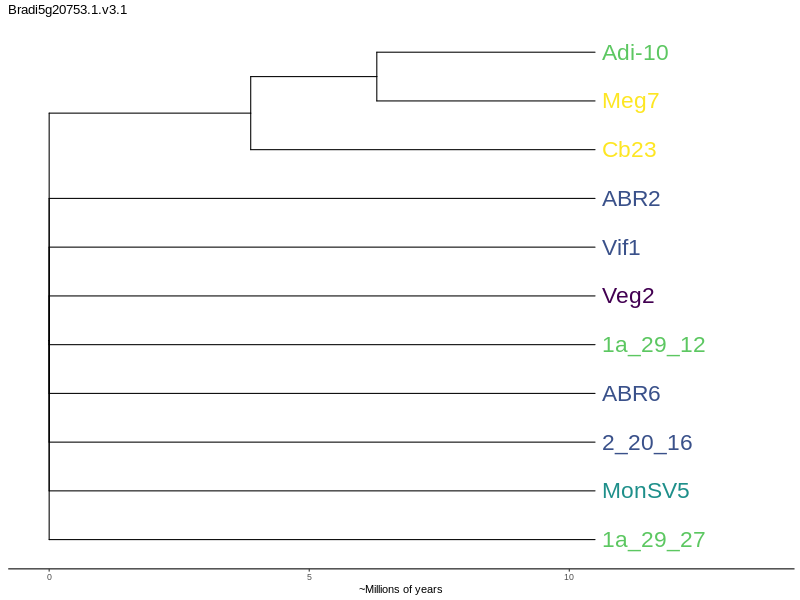 Bradi5g20753.1.v3.1
Adi-10
Meg7
Cb23
ABR2
Vif1
Veg2
1a_29_12
ABR6
2_20_16
MonSV5
1a_29_27
0 5 10
~Millions of years